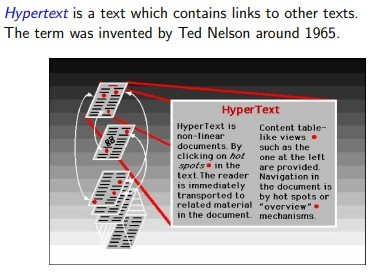 Hypertext is a text which contains links to other texts.
The term was invented by Ted Nelson around 1965.
HyperText
HyperText is
non-linear
documents. By
clicking on hot
spots in the
text.The reader
is immediately
transported to
related material
in the document.
Content table-
like views
such as the
one at the left
are provided.
Navigation in
the document is
by hot spots or
"overview"
mechanisms.